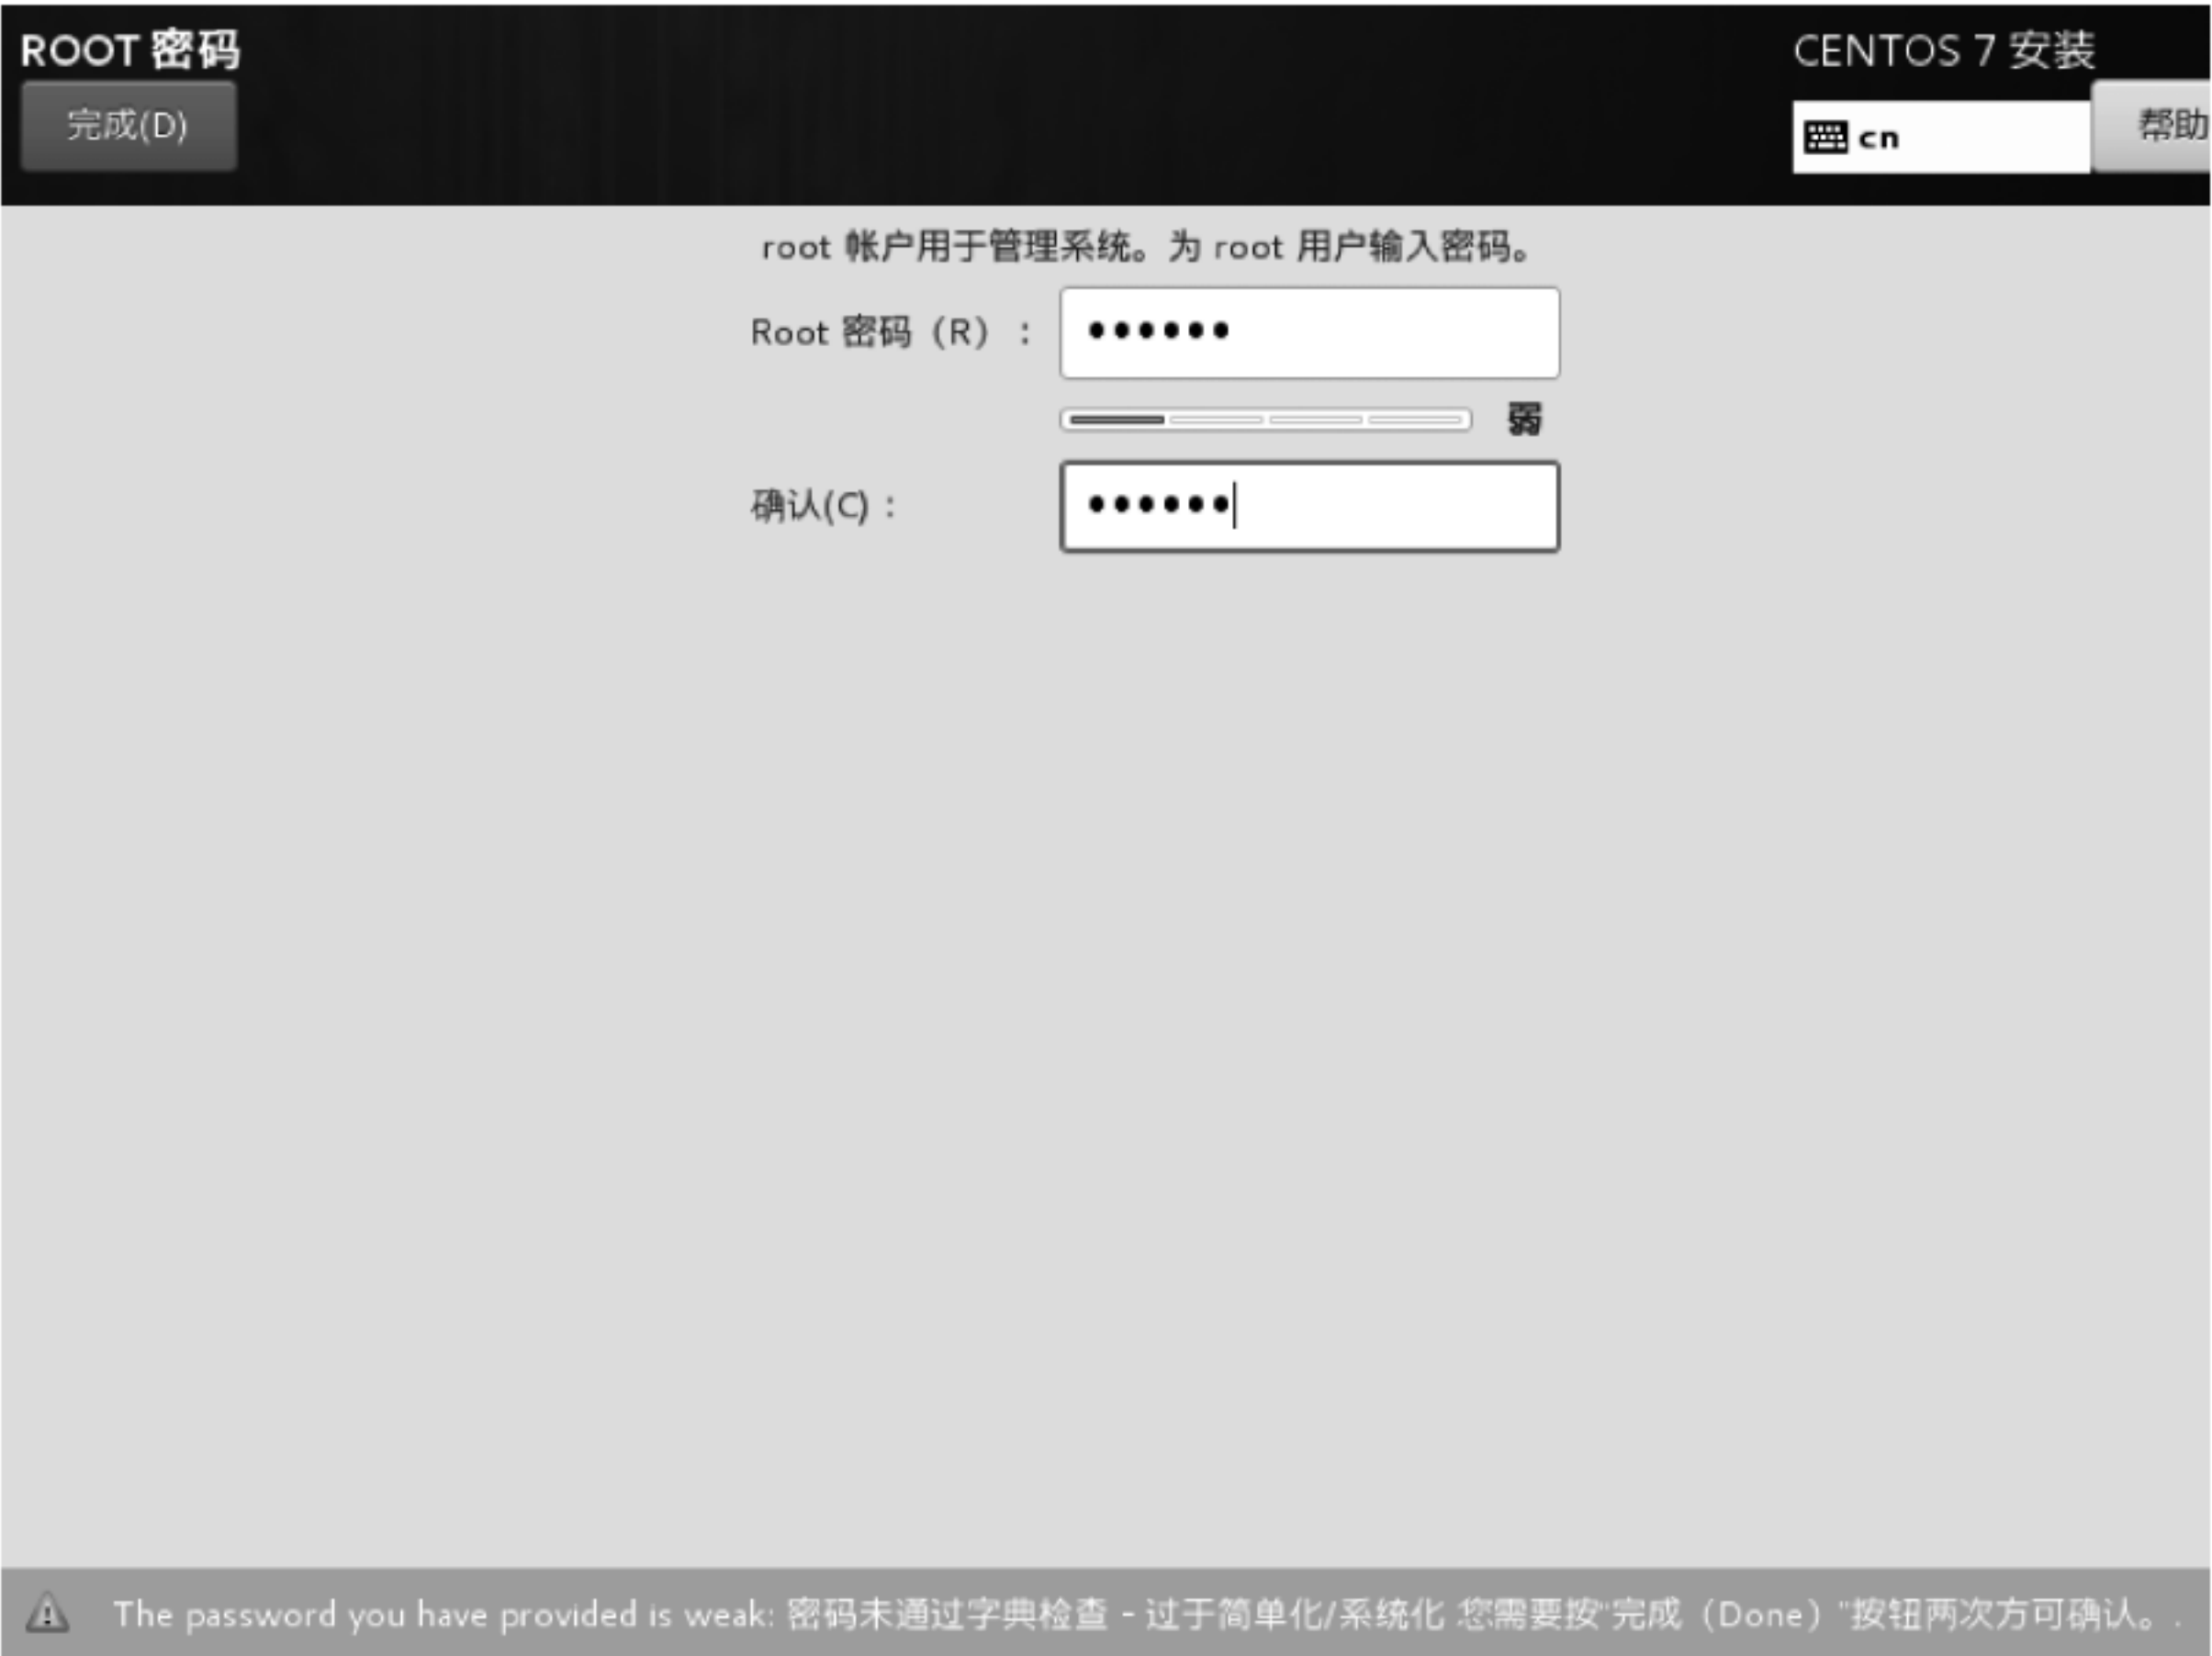 ROOT 密码
CENTOS 7 安装
完成(D)
cn
帮助
root 帐户用于管理系统。为 root 用户输入密码。
Root 密码（R）：
••••••
弱
确认(C)：
••••••
The password you have provided is weak: 密码未通过字典检查 - 过于简单化/系统化 您需要按"完成（Done）"按钮两次方可确认。.